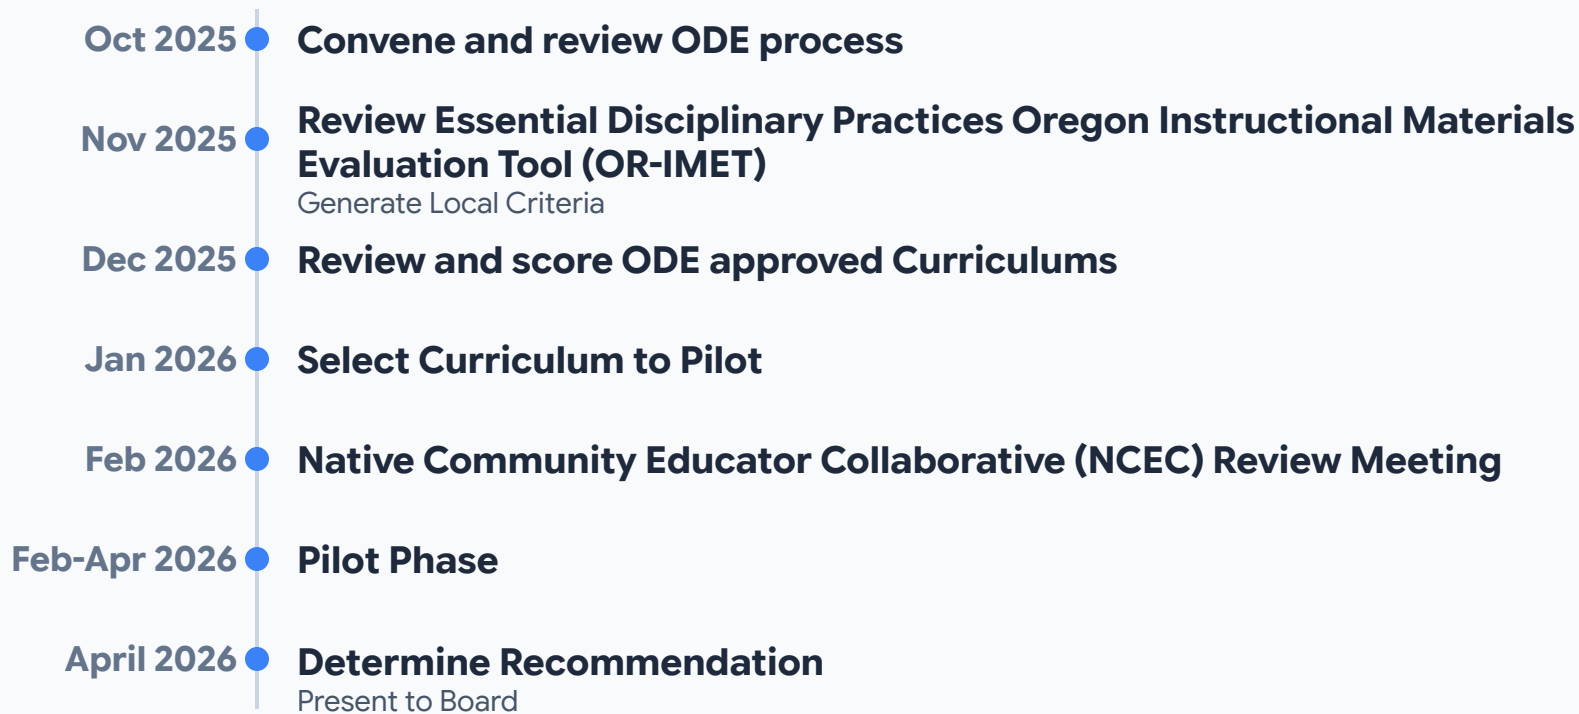 Oct 2025
Convene and review ODE process
Nov 2025
Review Essential Disciplinary Practices Oregon Instructional Materials
Evaluation Tool (OR-IMET)
Generate Local Criteria
Dec 2025
Review and score ODE approved Curriculums
Jan 2026
Select Curriculum to Pilot
Feb 2026
Native Community Educator Collaborative (NCEC) Review Meeting
Feb-Apr 2026
Pilot Phase
April 2026
Determine Recommendation
Present to Board